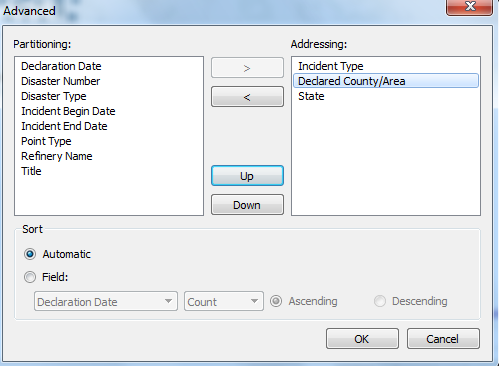 Advanced
Partitioning:
Addressing:
Declaration Date
Disaster Number
Disaster Type
Incident Begin Date
Incident End Date
Point Type
Refinery Name
Title
>
<
Up
Down
Incident Type
Declared County/Area
State
Sort
Automatic
Field:
Declaration Date Count Ascending Descending
OK Cancel